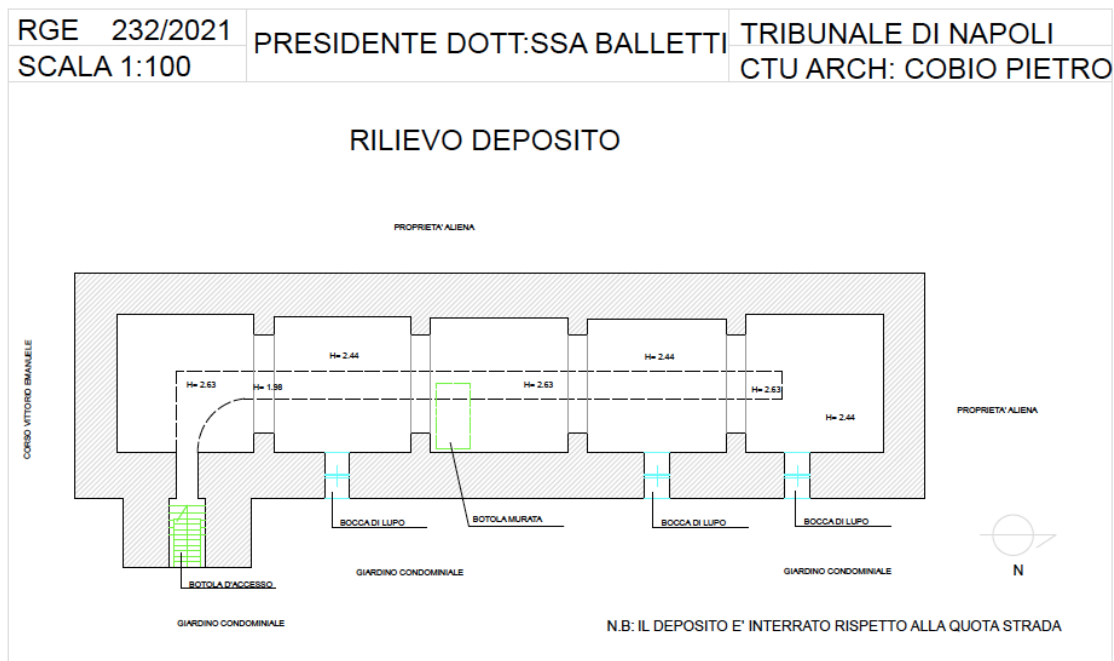 RGE 232/2021
PRESIDENTE DOTT:SSA BALLETTI
TRIBUNALE DI NAPOLI
SCALA 1:100
CTU ARCH: COBIO PIETRO
RILIEVO DEPOSITO
PROPRIETA' ALIENA
CORSO VITTORIO EMANUELE
H= 2.63
H= 1.98
H= 2.44
H= 2.63
H= 2.44
H= 2.63
H= 2.44
PROPRIETA' ALIENA
BOCCA DI LUPO
BOTOLA MURATA
BOCCA DI LUPO
BOCCA DI LUPO
GIARDINO CONDOMINIALE
GIARDINO CONDOMINIALE
N
BOTOLA D'ACCESSO
GIARDINO CONDOMINIALE
N.B: IL DEPOSITO E' INTERRATO RISPETTO ALLA QUOTA STRADA